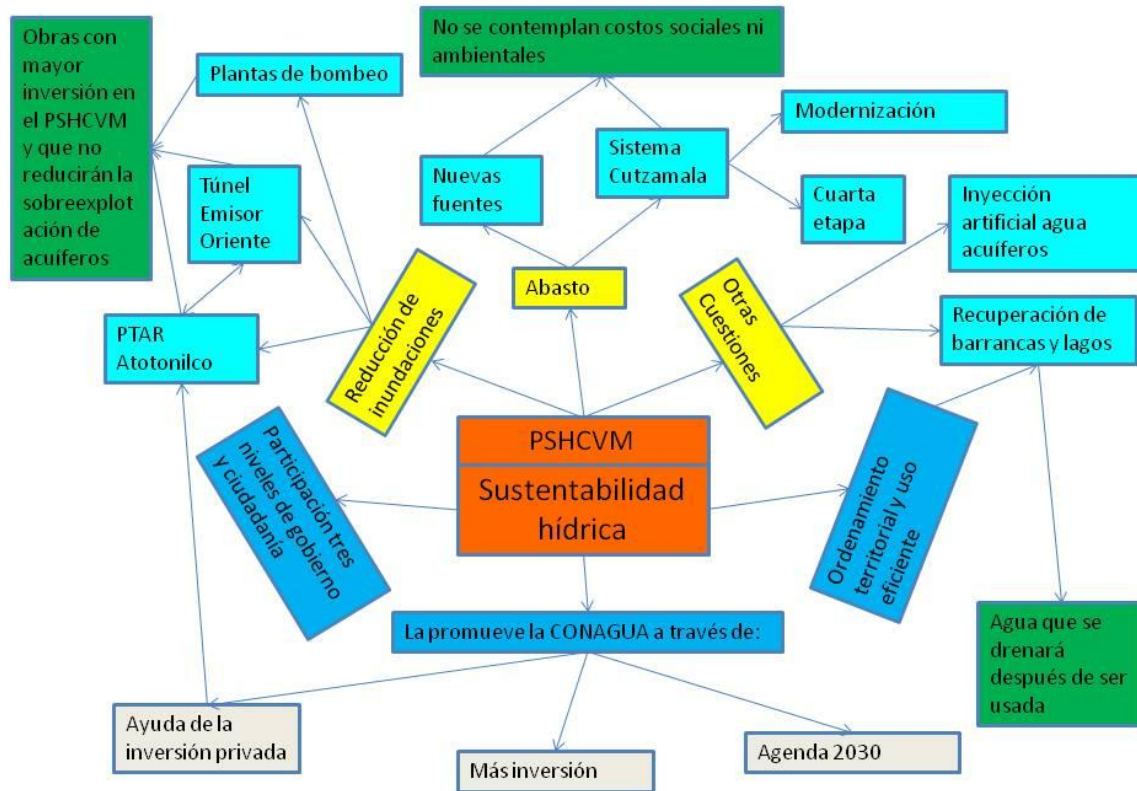 Obras con
mayor
inversión en
el PSHCVM
y que no
reducirán la
sobreexplot
ación de
acuíferos
Plantas de bombeo
No se contemplan costos sociales ni
ambientales
Modernización
Túnel
Emisor
Oriente
Nuevas
fuentes
Sistema
Cutzamala
Cuarta
etapa
Inyección
artificial agua
acuíferos
Abasto
PTAR
Atotonilco
Reducción de
inundaciones
Otras
Cuestiones
Recuperación de
barrancas y lagos
PSHCVM
Sustentabilidad
hídrica
Participación tres
niveles de gobierno
y ciudadanía
Ordenamiento
territorial y uso
eficiente
La promueve la CONAGUA a través de:
Agua que se
drenará
después de ser
usada
Ayuda de la
inversión privada
Más inversión
Agenda 2030